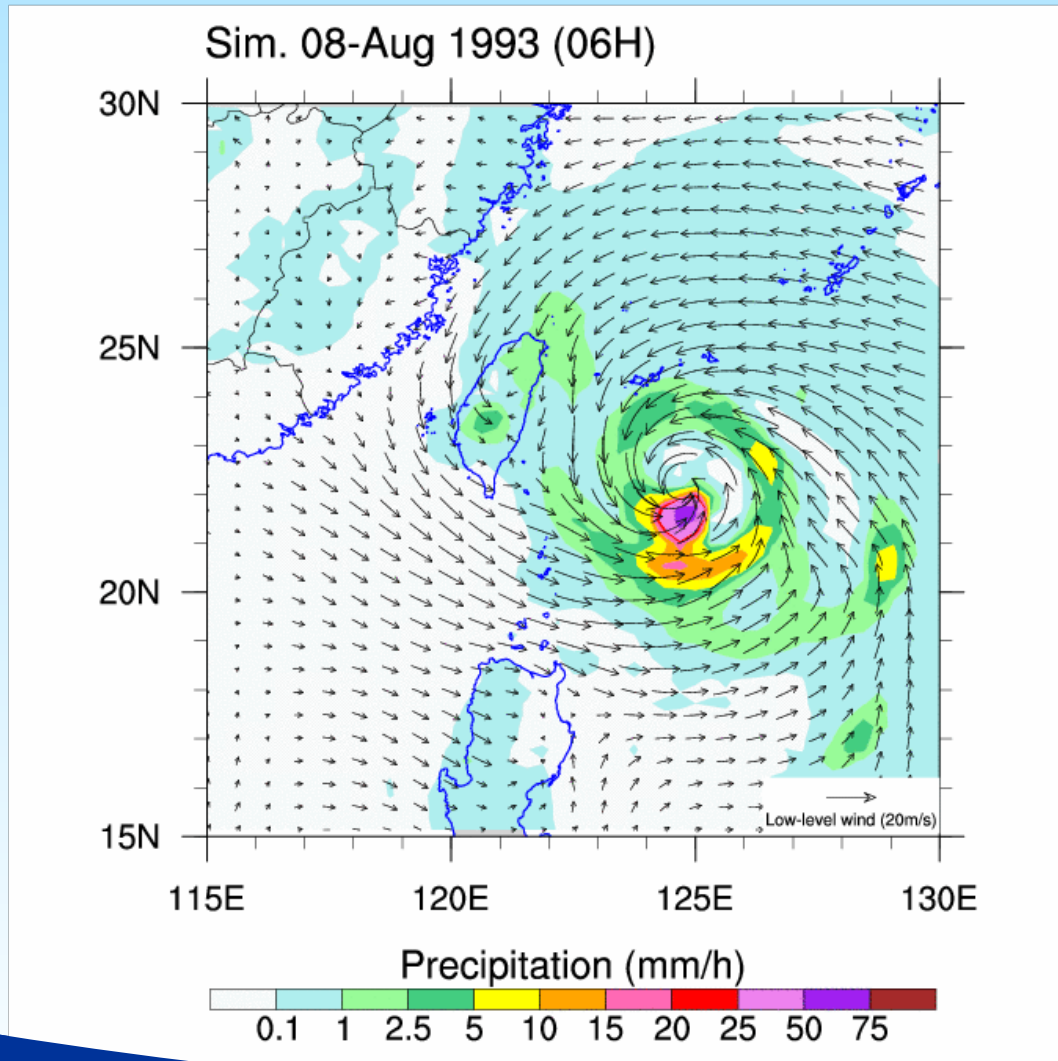 Sim. 08-Aug 1993 (06H)
30N
25N
20N
15N
Low-level wind (20m/s)
115E 120E 125E 130E
Precipitation (mm/h)
0.1 1 2.5 5 10 15 20 25 50 75